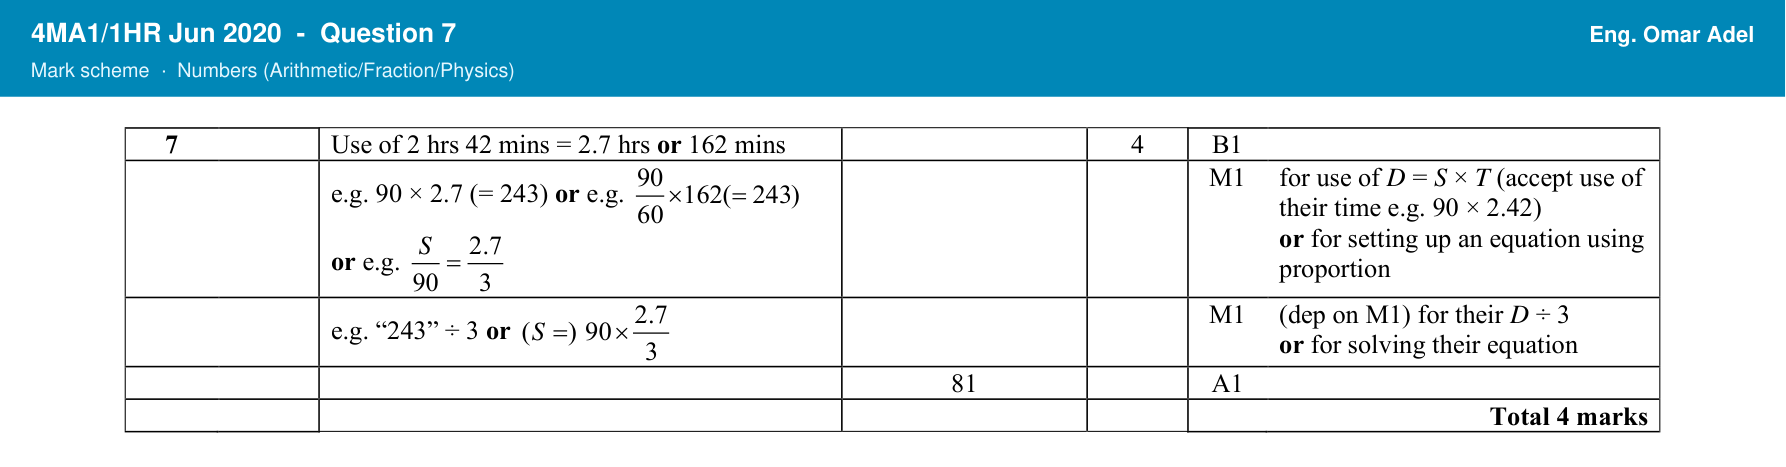 4MA1/1HR Jun 2020 - Question 7
Eng. Omar Adel
Mark scheme · Numbers (Arithmetic/Fraction/Physics)
7 Use of 2 hrs 42 mins = 2.7 hrs or 162 mins 4 B1
e.g. 90 × 2.7 (= 243) or e.g. 90/60 ×162(= 243) M1 for use of D = S × T (accept use of
their time e.g. 90 × 2.42)
or for setting up an equation using
proportion
or e.g. S/90 = 2.7/3
e.g. “243” ÷ 3 or (S =) 90× 2.7/3 M1 (dep on M1) for their D ÷ 3
or for solving their equation
81 A1
Total 4 marks